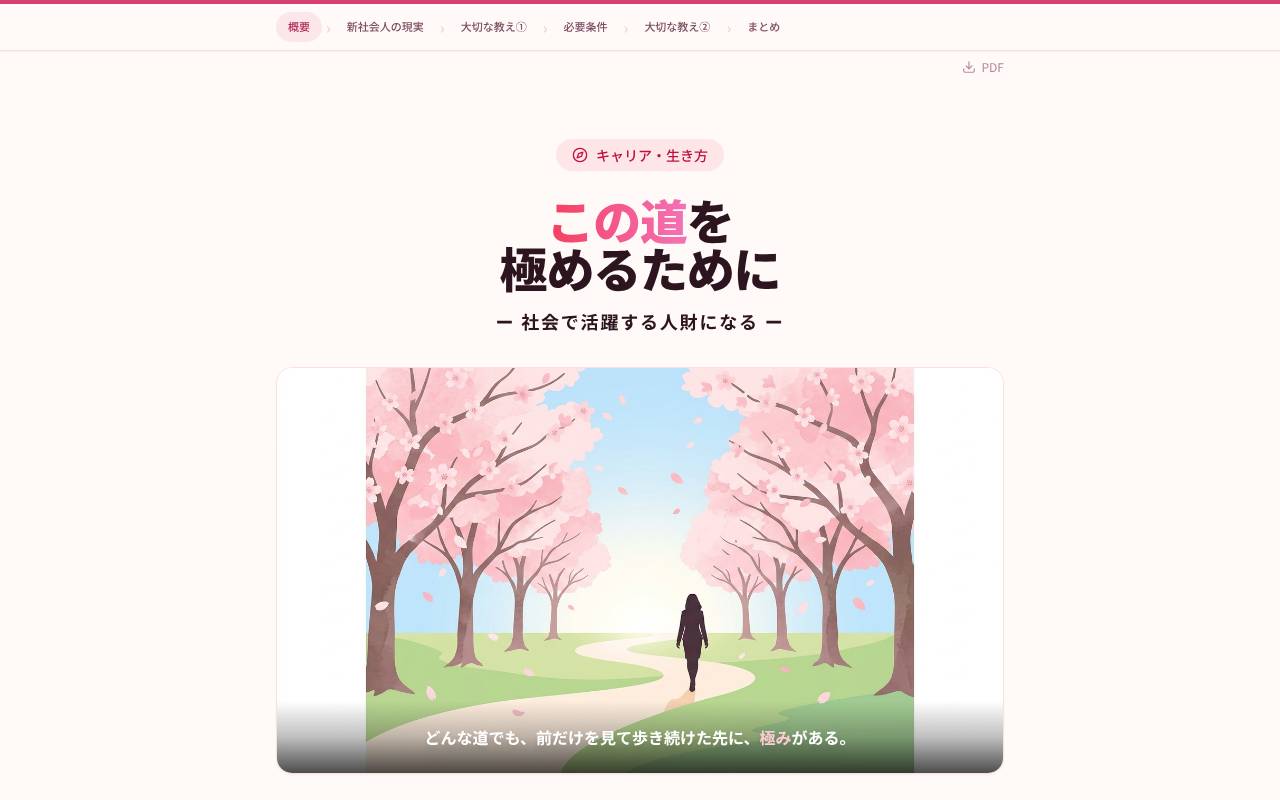 概要
新社会人の現実
大切な教え①
必要条件
大切な教え②
まとめ
PDF
キャリア・生き方
この道を
極めるために
ー 社会で活躍する人財になる ー
どんな道でも、前だけを見て歩き続けた先に、極みがある。